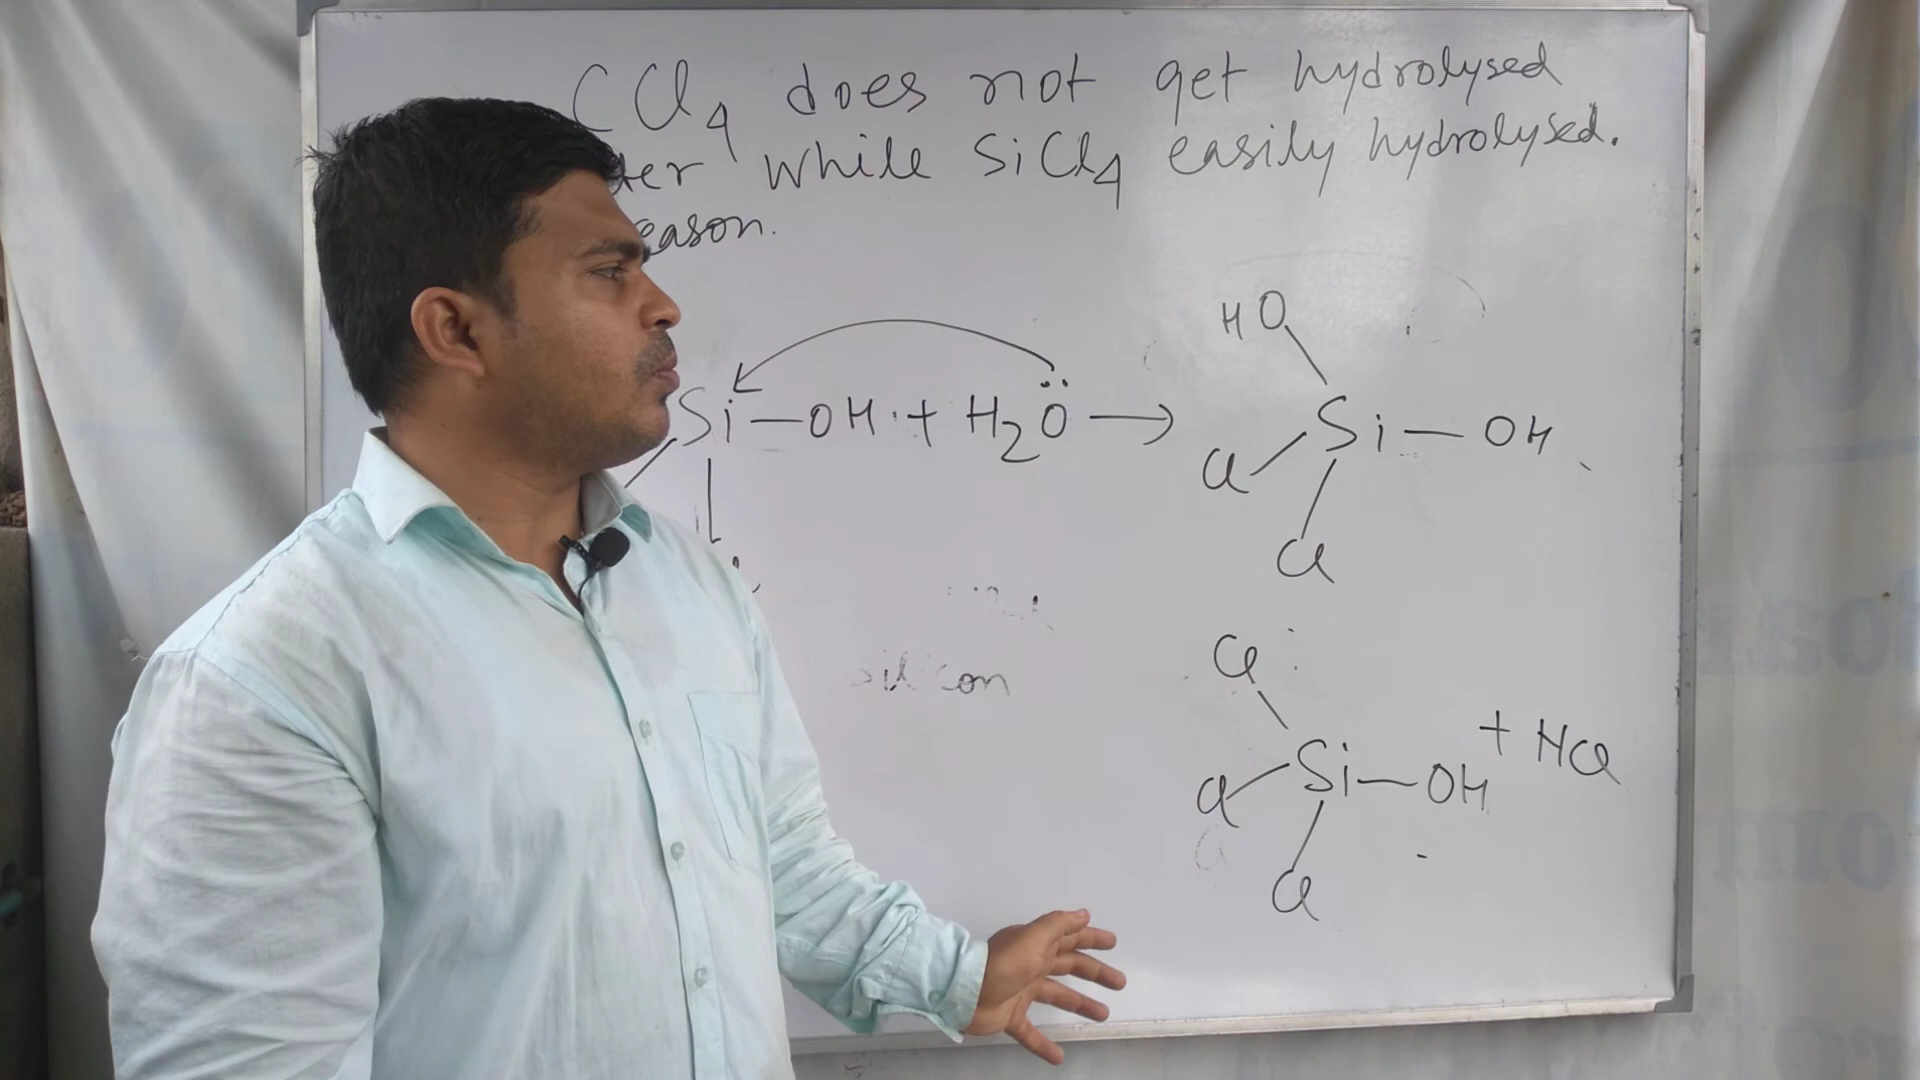 CCl4 does not get hydrolysed
while SiCl4 easily hydrolysed.
eason.
HO
Si-OH + H2O → Si-OH
Cl
Cl
silicon
Cl
Cl Si-OH + HCl
Cl